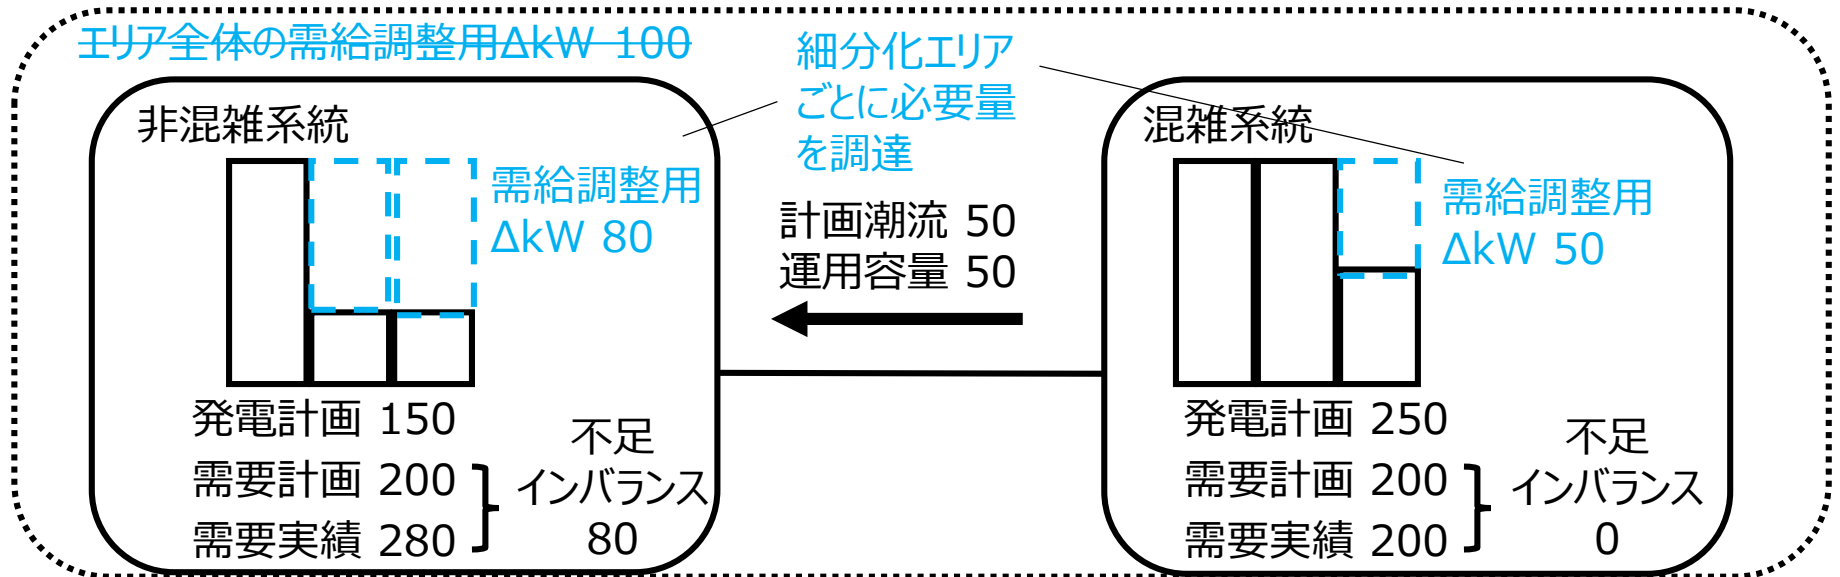 エリア全体の需給調整用ΔkW 100
細分化エリア
ごとに必要量
を調達
非混雑系統
需給調整用
ΔkW 80
計画潮流 50
運用容量 50
混雑系統
需給調整用
ΔkW 50
発電計画 150
需要計画 200
需要実績 280
不足
インバランス
80
発電計画 250
需要計画 200
需要実績 200
不足
インバランス
0